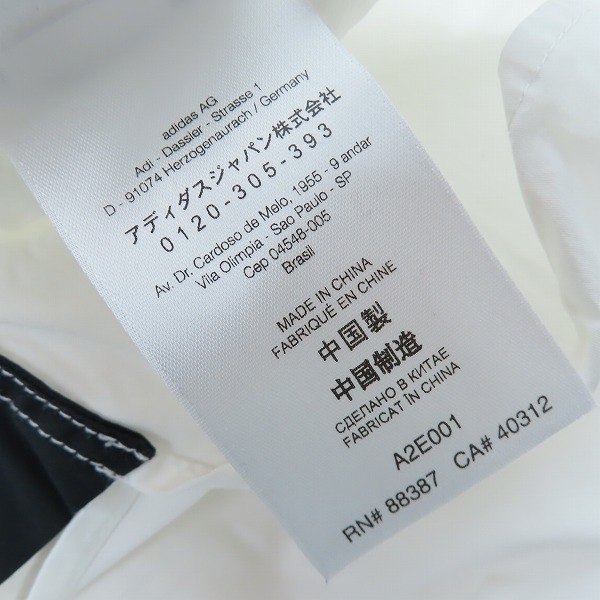 adidas AG
Adi - Dassler - Strasse 1
D - 91074 Herzogenaurach / Germany
アディダスジャパン株式会社
0120-305-393
Av. Dr. Cardoso de Melo, 1955 - 9 andar
Vila Olimpia - Sao Paulo - SP
Cep 04548-005
Brasil
MADE IN CHINA
FABRIQUÉ EN CHINE
中国製
中国制造
СДЕЛАНО В КИТАЕ
FABRICAT ÎN CHINA
A2E001
RN# 88387 CA# 40312